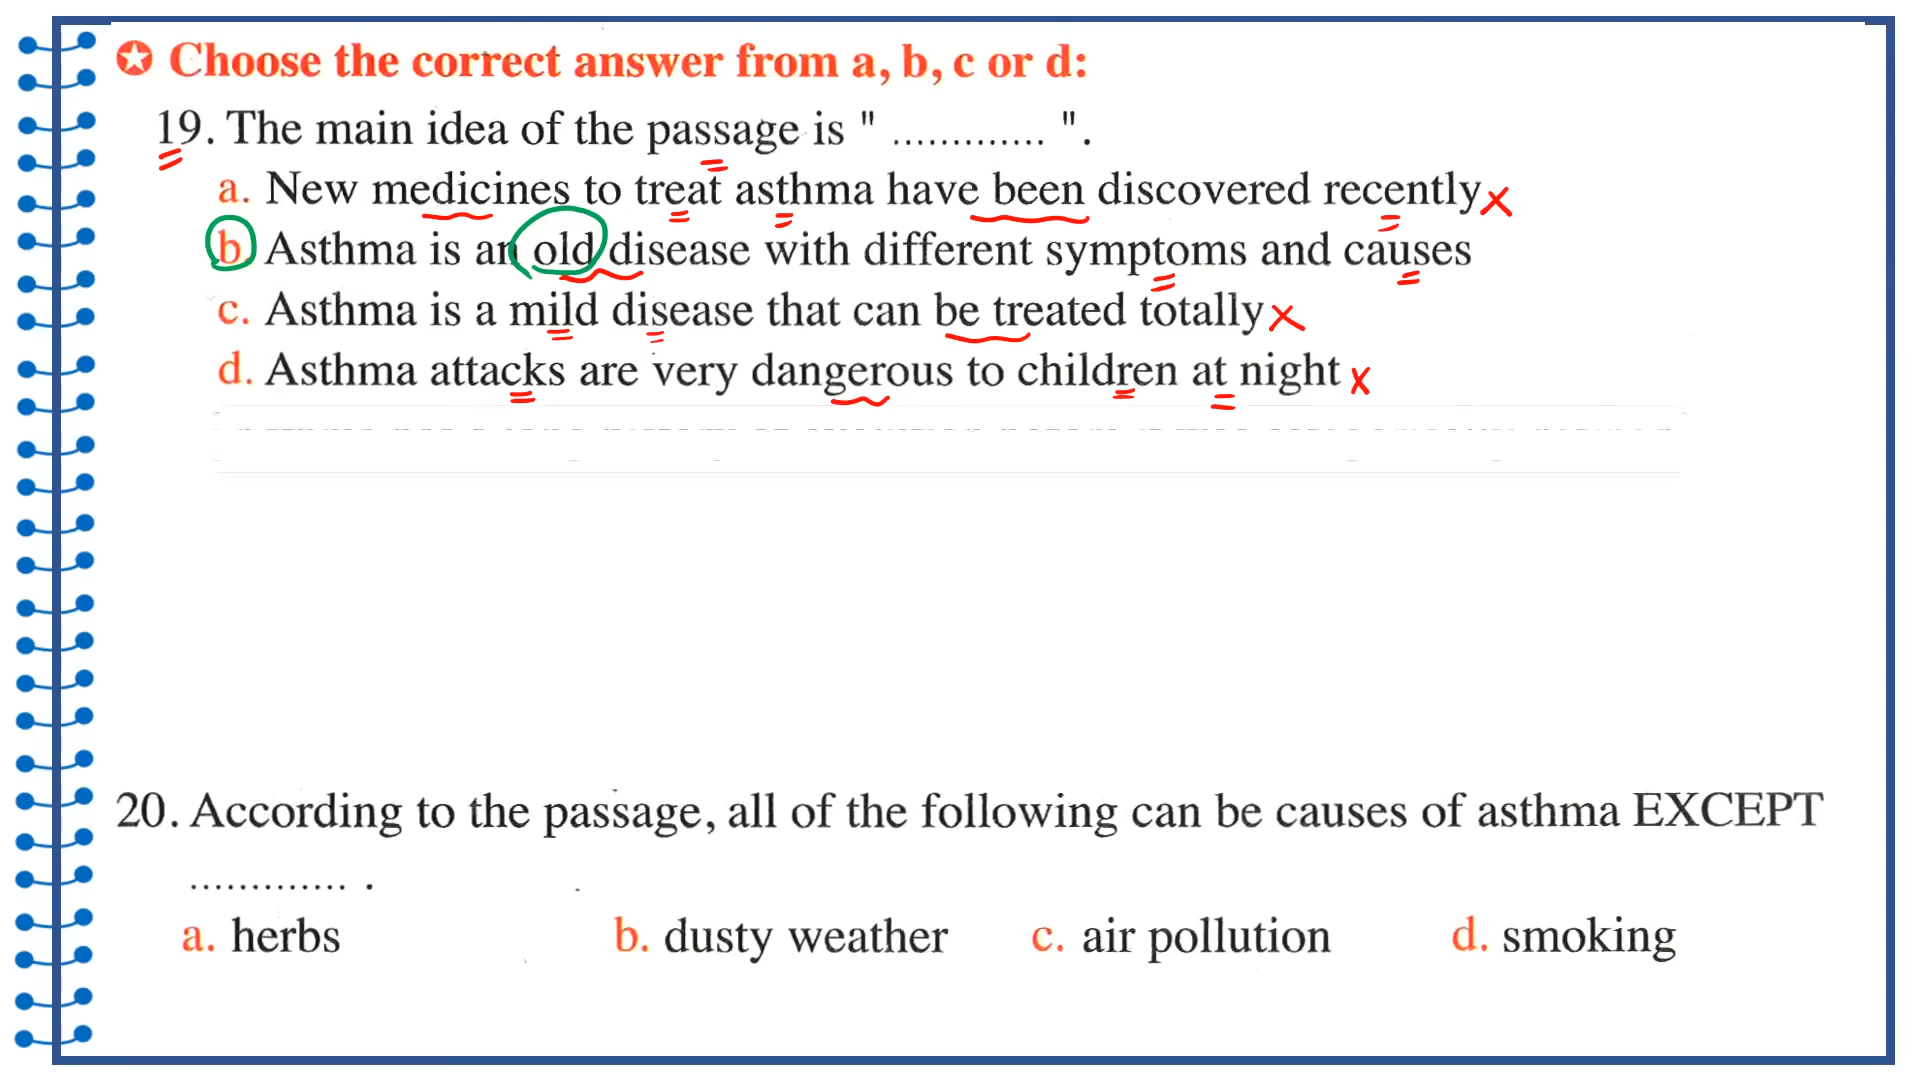 Choose the correct answer from a, b, c or d:
19. The main idea of the passage is " ............. ".
a. New medicines to treat asthma have been discovered recently
b. Asthma is an old disease with different symptoms and causes
c. Asthma is a mild disease that can be treated totally
d. Asthma attacks are very dangerous to children at night
20. According to the passage, all of the following can be causes of asthma EXCEPT
............. .
a. herbs b. dusty weather c. air pollution d. smoking